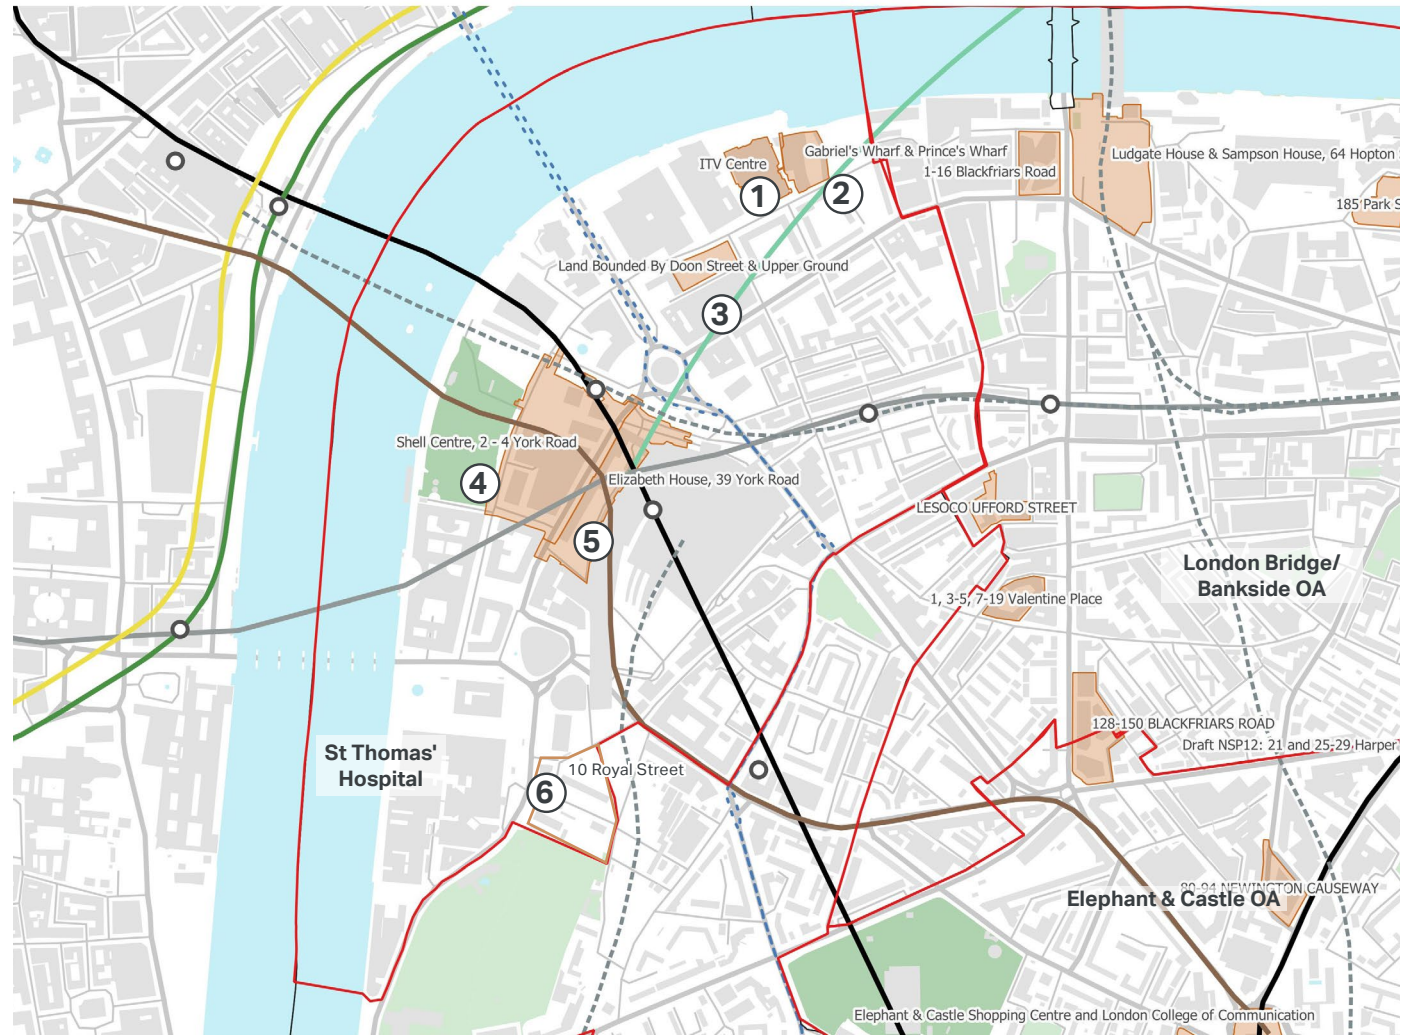 ITV Centre
Gabriel's Wharf & Prince's Wharf
1-16 Blackfriars Road
Ludgate House & Sampson House, 64 Hopton
185 Park S
1
2
Land Bounded By Doon Street & Upper Ground
3
Shell Centre, 2 - 4 York Road
4
Elizabeth House, 39 York Road
5
LESOCO UFFORD STREET
London Bridge/
Bankside OA
1, 3-5, 7-19 Valentine Place
128-150 BLACKFRIARS ROAD
Draft NSP12: 21 and 25-29 Harper
St Thomas'
Hospital
10 Royal Street
6
80-94 NEWINGTON CAUSEWAY
Elephant & Castle OA
Elephant & Castle Shopping Centre and London College of Communication